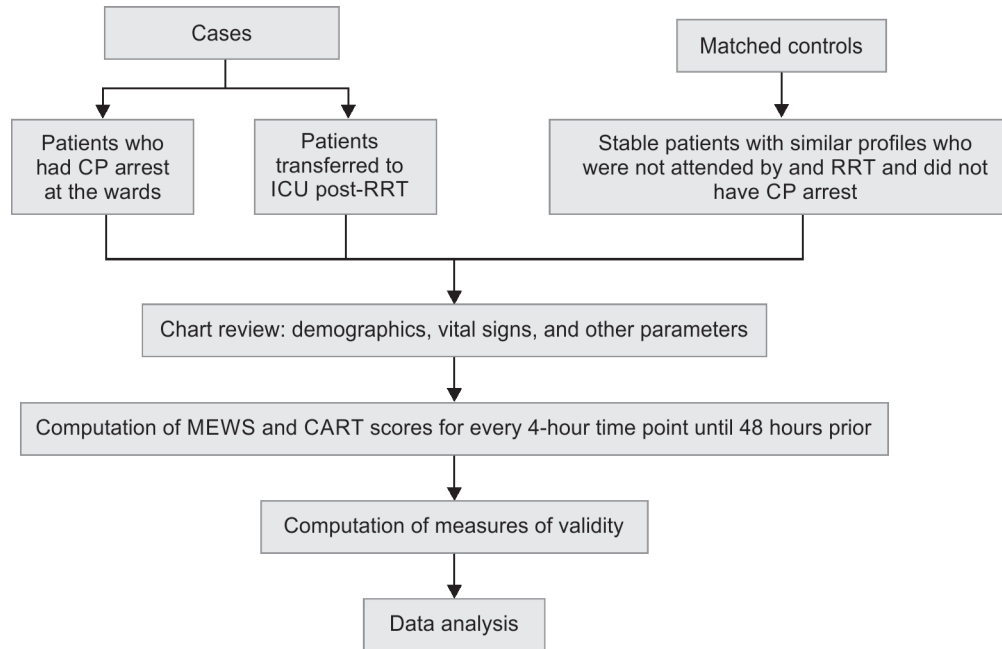 Cases
Matched controls
Patients who
had CP arrest
at the wards
Patients
transferred to
ICU post-RRT
Stable patients with similar profiles who
were not attended by and RRT and did not
have CP arrest
Chart review: demographics, vital signs, and other parameters
Computation of MEWS and CART scores for every 4-hour time point until 48 hours prior
Computation of measures of validity
Data analysis